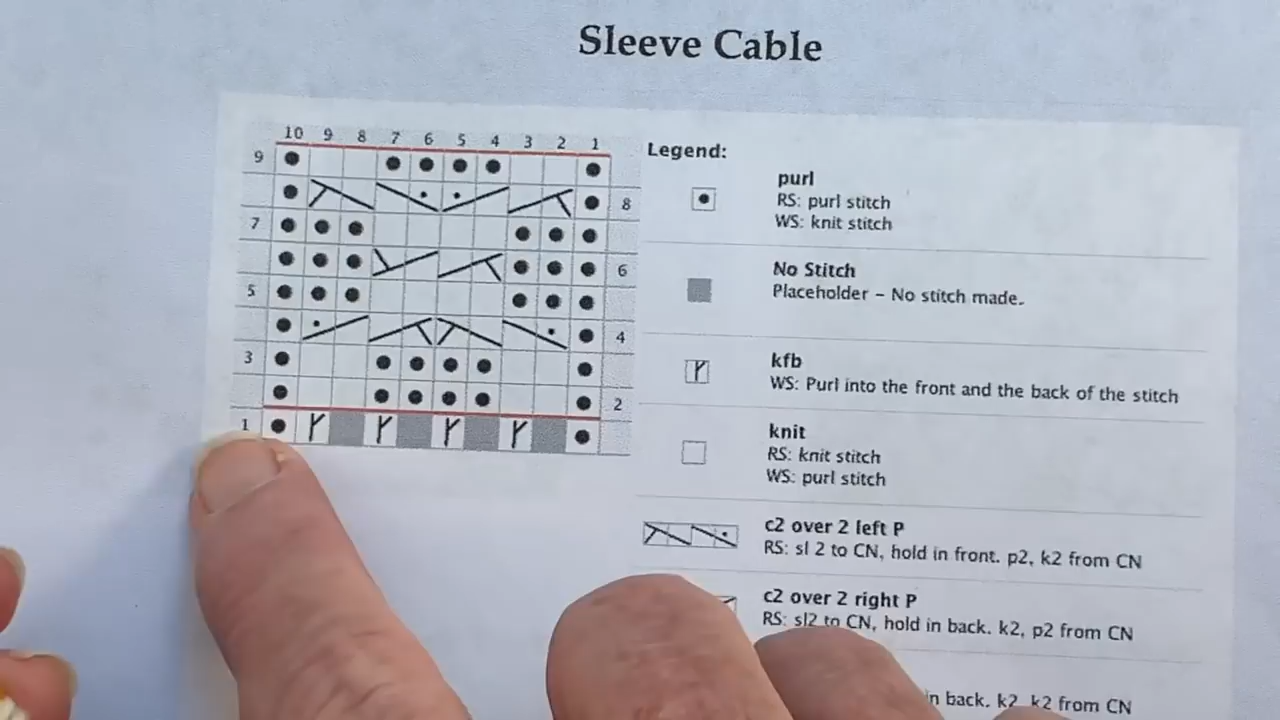 Sleeve Cable
10 9 8 7 6 5 4 3 2 1
9
8
7
6
5
4
3
2
1
Legend:
purl
RS: purl stitch
WS: knit stitch
No Stitch
Placeholder – No stitch made.
kfb
WS: Purl into the front and the back of the stitch
knit
RS: knit stitch
WS: purl stitch
c2 over 2 left P
RS: sl 2 to CN, hold in front. p2, k2 from CN
c2 over 2 right P
RS: sl2 to CN, hold in back. k2, p2 from CN
in back. k2, k2 from CN